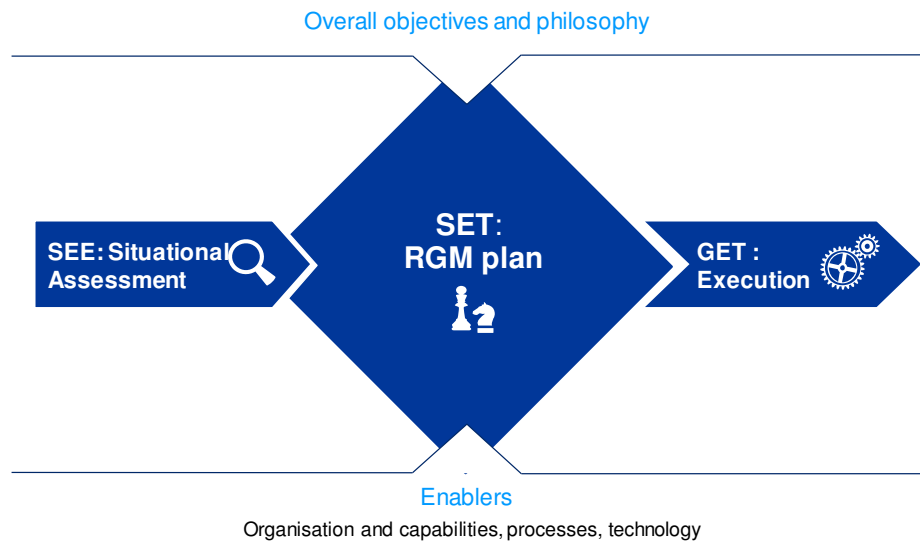 Overall objectives and philosophy
SEE: Situational
Assessment
SET:
RGM plan
GET :
Execution
Enablers
Organisation and capabilities, processes, technology